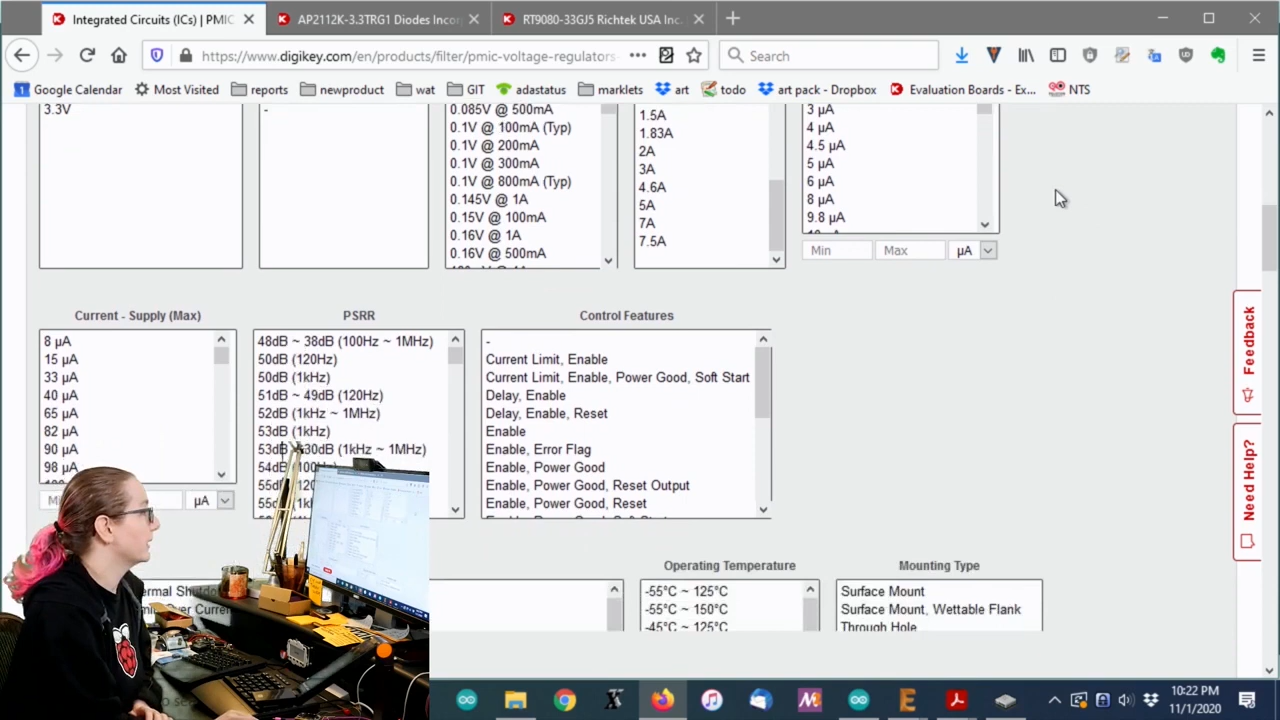 Integrated Circuits (ICs) | PMIC
AP2112K-3.3TRG1 Diodes Incor
RT9080-33GJ5 Richtek USA Inc.
https://www.digikey.com/en/products/filter/pmic-voltage-regulators-
Search
Google Calendar
Most Visited
reports
newproduct
wat
GIT
adastatus
marklets
art
todo
art pack - Dropbox
Evaluation Boards - Ex...
NTS
3.3V
-
0.085V @ 500mA
0.1V @ 100mA (Typ)
0.1V @ 200mA
0.1V @ 300mA
0.1V @ 800mA (Typ)
0.145V @ 1A
0.15V @ 100mA
0.16V @ 1A
0.16V @ 500mA
1.5A
1.83A
2A
3A
4.6A
5A
7A
7.5A
3 µA
4 µA
4.5 µA
5 µA
6 µA
8 µA
9.8 µA
Min
Max
µA
Current - Supply (Max)
8 µA
15 µA
33 µA
40 µA
65 µA
82 µA
90 µA
98 µA
µA
PSRR
48dB ~ 38dB (100Hz ~ 1MHz)
50dB (120Hz)
50dB (1kHz)
51dB ~ 49dB (120Hz)
52dB (1kHz ~ 1MHz)
53dB (1kHz)
53dB ~ 30dB (1kHz ~ 1MHz)
54dB (100Hz)
Control Features
-
Current Limit, Enable
Current Limit, Enable, Power Good, Soft Start
Delay, Enable
Delay, Enable, Reset
Enable
Enable, Error Flag
Enable, Power Good
Enable, Power Good, Reset Output
Enable, Power Good, Reset
Operating Temperature
-55°C ~ 125°C
-55°C ~ 150°C
-45°C ~ 125°C
Mounting Type
Surface Mount
Surface Mount, Wettable Flank
Through Hole
Feedback
Need Help?
10:22 PM
11/1/2020